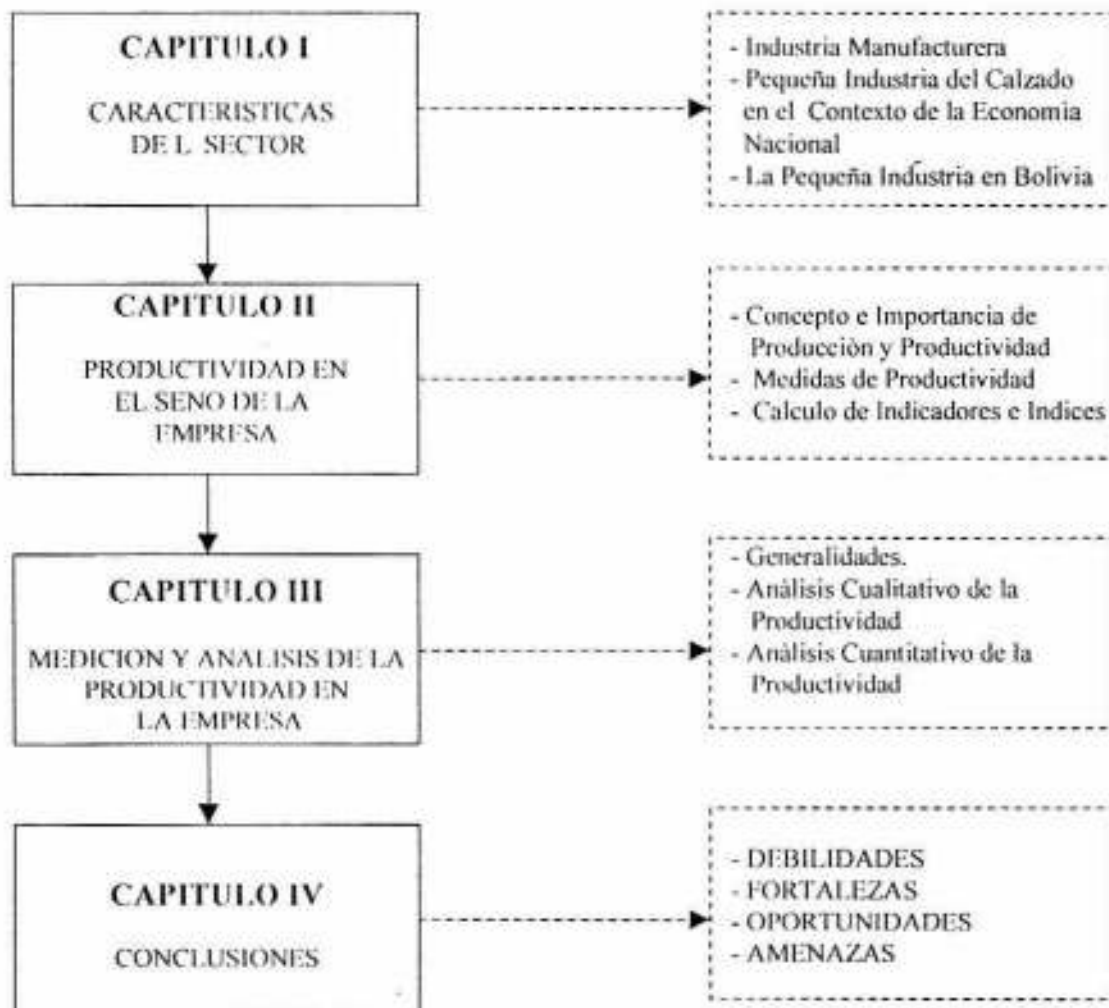 CAPITULO I
CARACTERISTICAS
DE L SECTOR
- Industria Manufacturera
- Pequeña Industria del Calzado
en el Contexto de la Economia
Nacional
- La Pequeña Industria en Bolivia
CAPITULO II
PRODUCTIVIDAD EN
EL SENO DE LA
EMPRESA
- Concepto e Importancia de
Producciòn y Productividad
- Medidas de Productividad
- Calculo de Indicadores e Indices
CAPITULO III
MEDICION Y ANALISIS DE LA
PRODUCTIVIDAD EN
LA EMPRESA
- Generalidades.
- Anàlisis Cualitativo de la
Productividad
- Anàlisis Cuantitativo de la
Productividad
CAPITULO IV
CONCLUSIONES
- DEBILIDADES
- FORTALEZAS
- OPORTUNIDADES
- AMENAZAS